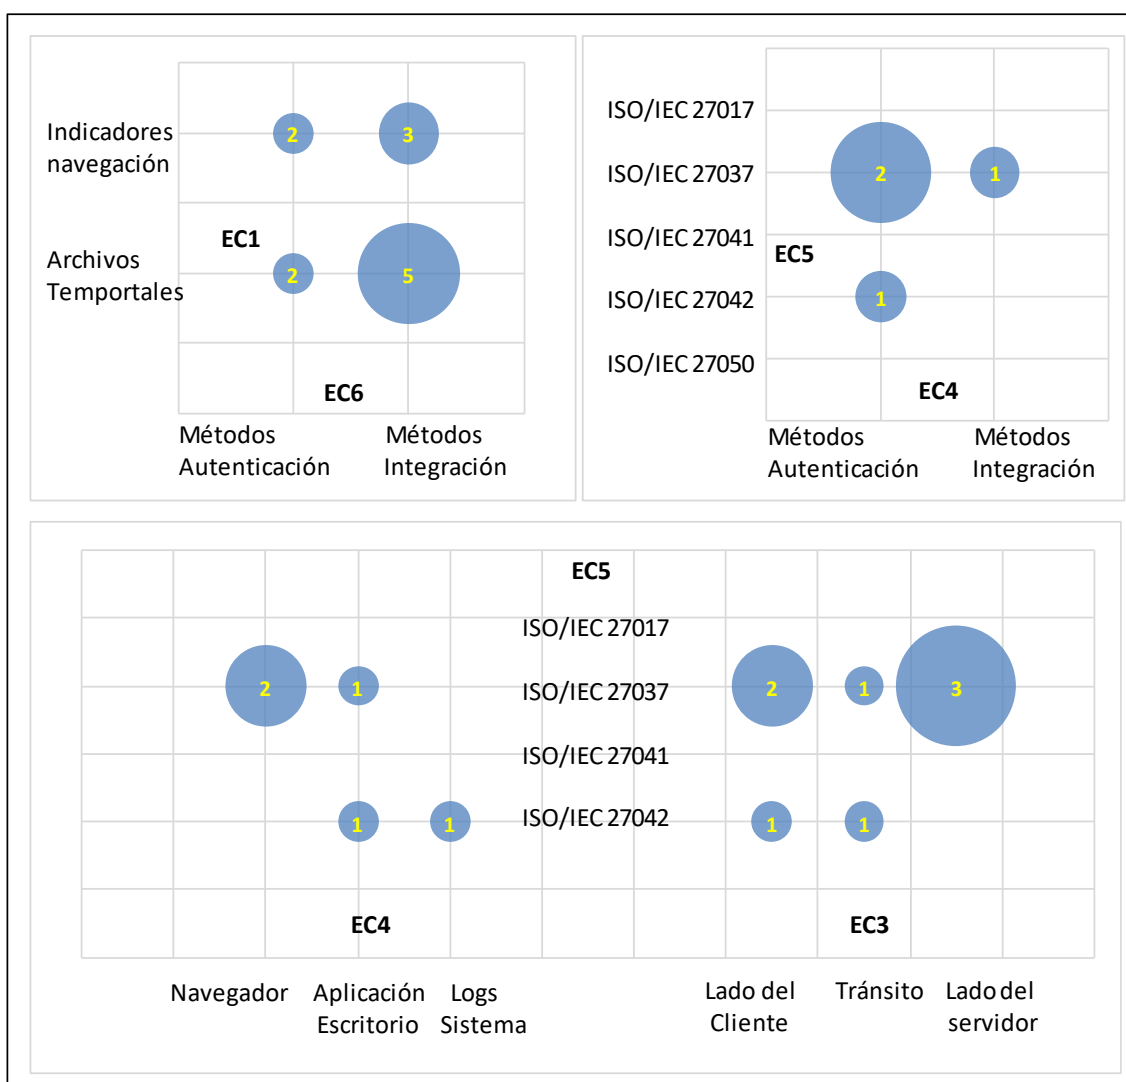 Indicadores
navegación
2
3
EC1
Archivos
Temportales
2
5
EC6
Métodos
Autenticación
Métodos
Integración
ISO/IEC 27017
ISO/IEC 27037
2
1
ISO/IEC 27041
EC5
ISO/IEC 27042
1
ISO/IEC 27050
EC4
Métodos
Autenticación
Métodos
Integración
EC5
ISO/IEC 27017
2
1
ISO/IEC 27037
2
1
3
ISO/IEC 27041
1
1
ISO/IEC 27042
1
1
EC4
EC3
Navegador
Aplicación
Escritorio
Logs
Sistema
Lado del
Cliente
Tránsito
Lado del
servidor